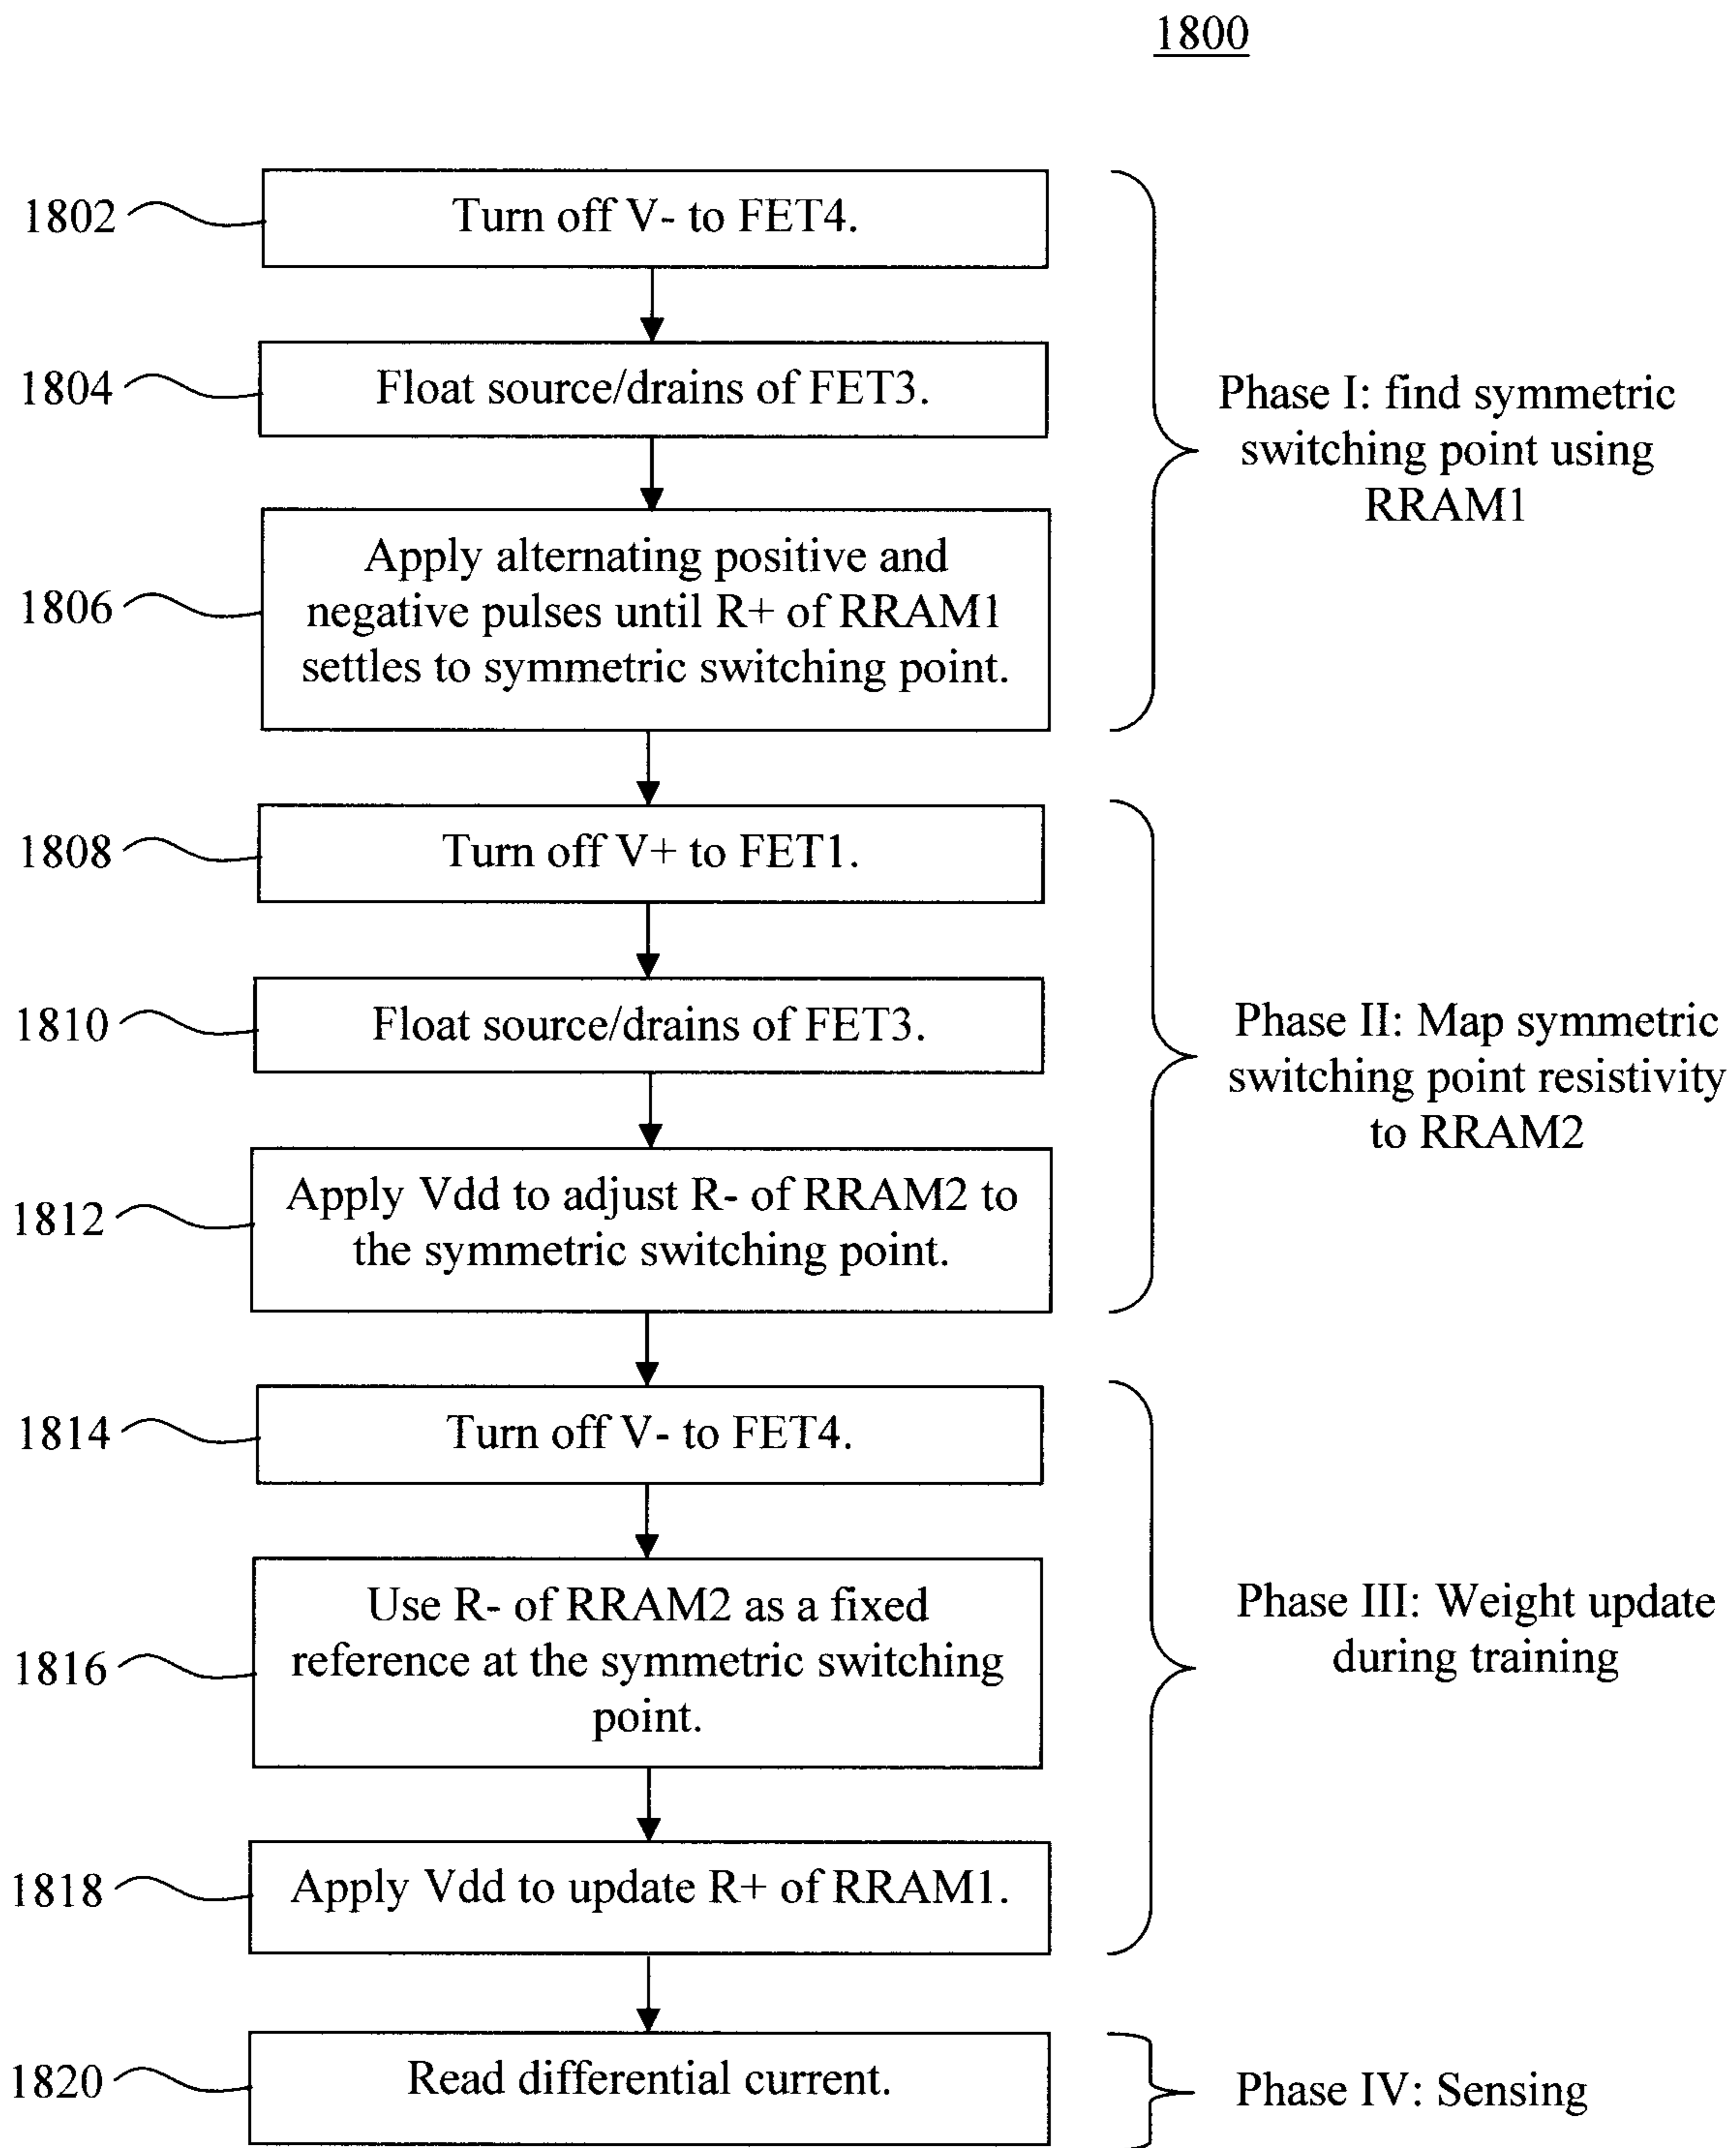 1800
1802
Turn off V- to FET4.
1804
Float source/drains of FET3.
1806
Apply alternating positive and
negative pulses until R+ of RRAM1
settles to symmetric switching point.
Phase I: find symmetric
switching point using
RRAM1
1808
Turn off V+ to FET1.
1810
Float source/drains of FET3.
1812
Apply Vdd to adjust R- of RRAM2 to
the symmetric switching point.
Phase II: Map symmetric
switching point resistivity
to RRAM2
1814
Turn off V- to FET4.
1816
Use R- of RRAM2 as a fixed
reference at the symmetric switching
point.
1818
Apply Vdd to update R+ of RRAM1.
Phase III: Weight update
during training
1820
Read differential current.
Phase IV: Sensing